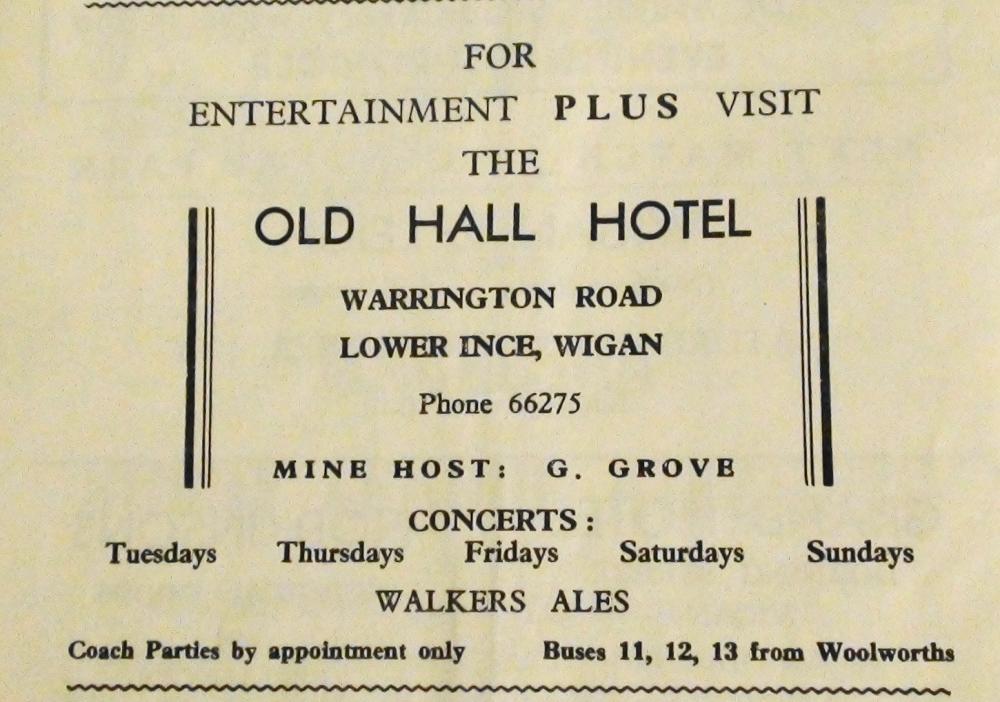 FOR
ENTERTAINMENT PLUS VISIT
THE
OLD HALL HOTEL
WARRINGTON ROAD
LOWER INCE, WIGAN
Phone 66275
MINE HOST: G. GROVE
CONCERTS:
Tuesdays Thursdays Fridays Saturdays Sundays
WALKERS ALES
Coach Parties by appointment only Buses 11, 12, 13 from Woolworths